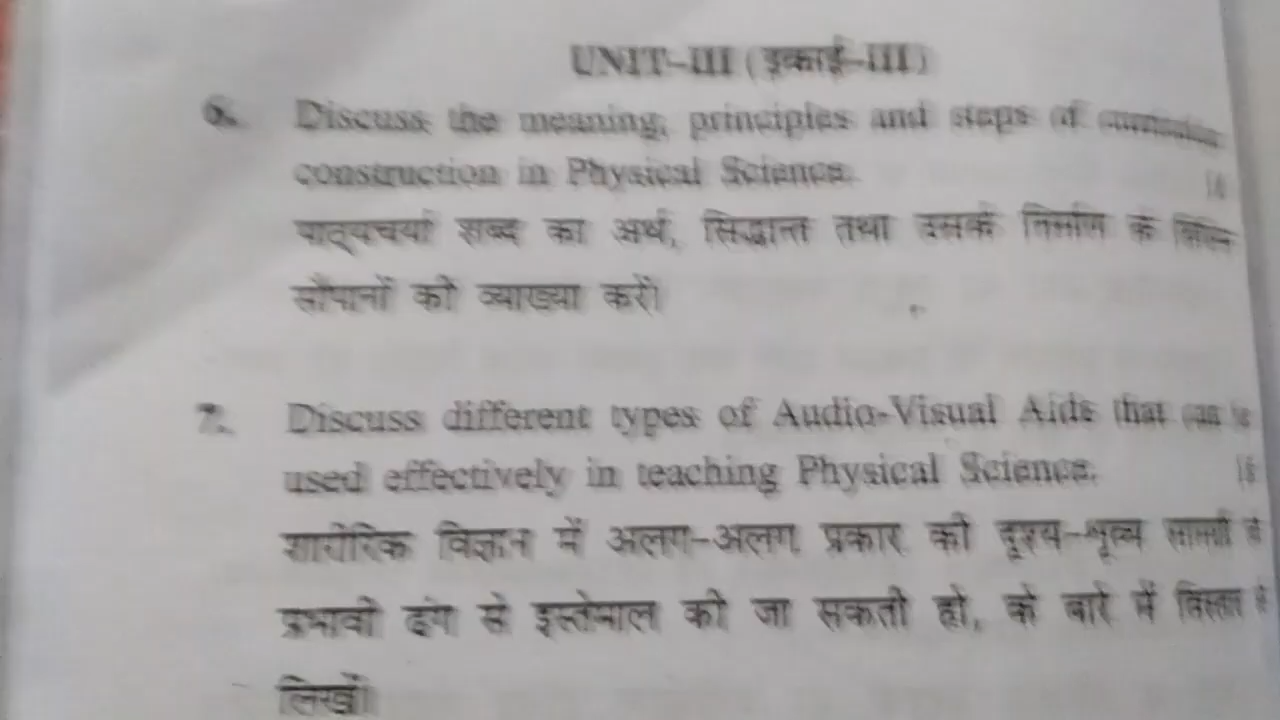 UNIT-III (इकाई-III)
6. Discuss the meaning, principles and steps of
construction in Physical Science.
पाठ्यचर्या शब्द का अर्थ, सिद्धान्त तथा उसके निर्माण के
सोपानों की व्याख्या करें।
7. Discuss different types of Audio-Visual Aids that can be
used effectively in teaching Physical Science.
शारीरिक विज्ञान में अलग-अलग प्रकार की दृश्य-श्रव्य सामग्री
प्रभावी ढंग से इस्तेमाल की जा सकती हो, के बारे में विस्तार से
लिखें।